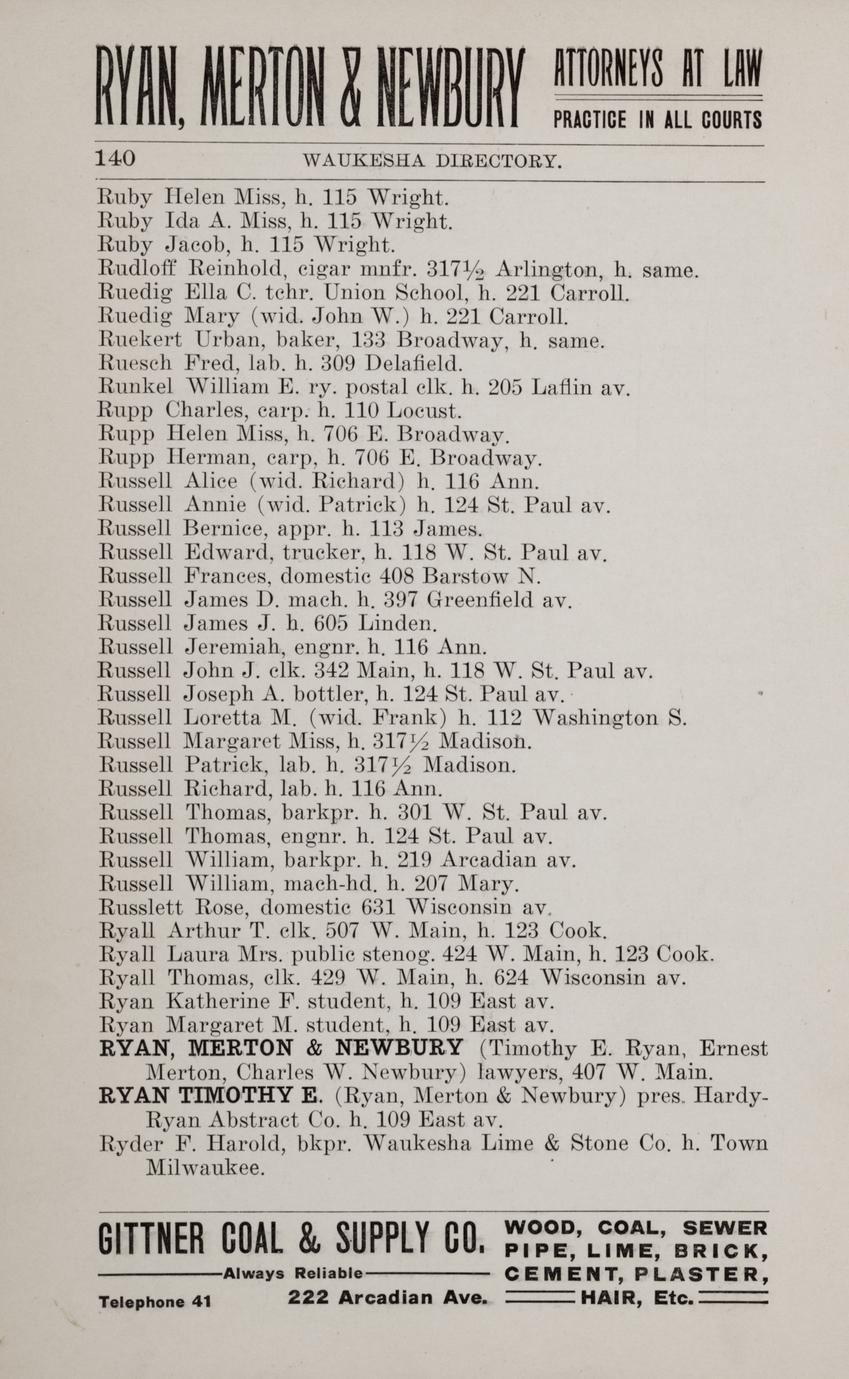 RYAN, MERTON & NEWBURY
ATTORNEYS AT LAW
PRACTICE IN ALL COURTS
140
WAUKESHA DIRECTORY.
Ruby Helen Miss, h. 115 Wright.
Ruby Ida A. Miss, h. 115 Wright.
Ruby Jacob, h. 115 Wright.
Rudloff Reinhold, cigar mnfr. 317½ Arlington, h. same.
Ruedig Ella C. tchr. Union School, h. 221 Carroll.
Ruedig Mary (wid. John W.) h. 221 Carroll.
Ruekert Urban, baker, 133 Broadway, h. same.
Ruesch Fred, lab. h. 309 Delafield.
Runkel William E. ry. postal clk. h. 205 Laflin av.
Rupp Charles, carp. h. 110 Locust.
Rupp Helen Miss, h. 706 E. Broadway.
Rupp Herman, carp, h. 706 E. Broadway.
Russell Alice (wid. Richard) h. 116 Ann.
Russell Annie (wid. Patrick) h. 124 St. Paul av.
Russell Bernice, appr. h. 113 James.
Russell Edward, trucker, h. 118 W. St. Paul av.
Russell Frances, domestic 408 Barstow N.
Russell James D. mach. h. 397 Greenfield av.
Russell James J. h. 605 Linden.
Russell Jeremiah, engnr. h. 116 Ann.
Russell John J. clk. 342 Main, h. 118 W. St. Paul av.
Russell Joseph A. bottler, h. 124 St. Paul av.
Russell Loretta M. (wid. Frank) h. 112 Washington S.
Russell Margaret Miss, h. 317½ Madison.
Russell Patrick, lab. h. 317½ Madison.
Russell Richard, lab. h. 116 Ann.
Russell Thomas, barkpr. h. 301 W. St. Paul av.
Russell Thomas, engnr. h. 124 St. Paul av.
Russell William, barkpr. h. 219 Arcadian av.
Russell William, mach-hd. h. 207 Mary.
Russlett Rose, domestic 631 Wisconsin av.
Ryall Arthur T. clk. 507 W. Main, h. 123 Cook.
Ryall Laura Mrs. public stenog. 424 W. Main, h. 123 Cook.
Ryall Thomas, clk. 429 W. Main, h. 624 Wisconsin av.
Ryan Katherine F. student, h. 109 East av.
Ryan Margaret M. student, h. 109 East av.
RYAN, MERTON & NEWBURY (Timothy E. Ryan, Ernest
Merton, Charles W. Newbury) lawyers, 407 W. Main.
RYAN TIMOTHY E. (Ryan, Merton & Newbury) pres. Hardy-
Ryan Abstract Co. h. 109 East av.
Ryder F. Harold, bkpr. Waukesha Lime & Stone Co. h. Town
Milwaukee.
GITTNER COAL & SUPPLY CO.
Always Reliable
Telephone 41 222 Arcadian Ave.
WOOD, COAL, SEWER
PIPE, LIME, BRICK,
CEMENT, PLASTER,
HAIR, Etc.